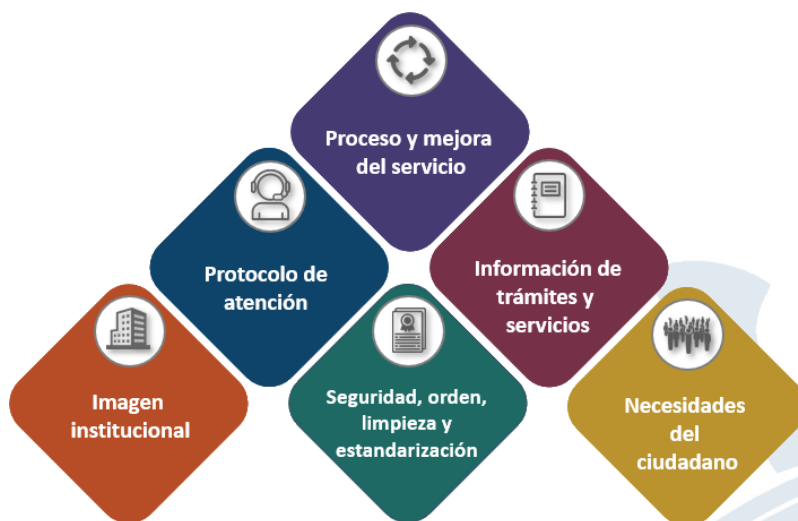 Proceso y mejora
del servicio
Protocolo de
atención
Información de
trámites y
servicios
Imagen
institucional
Seguridad, orden,
limpieza y
estandarización
Necesidades
del
ciudadano